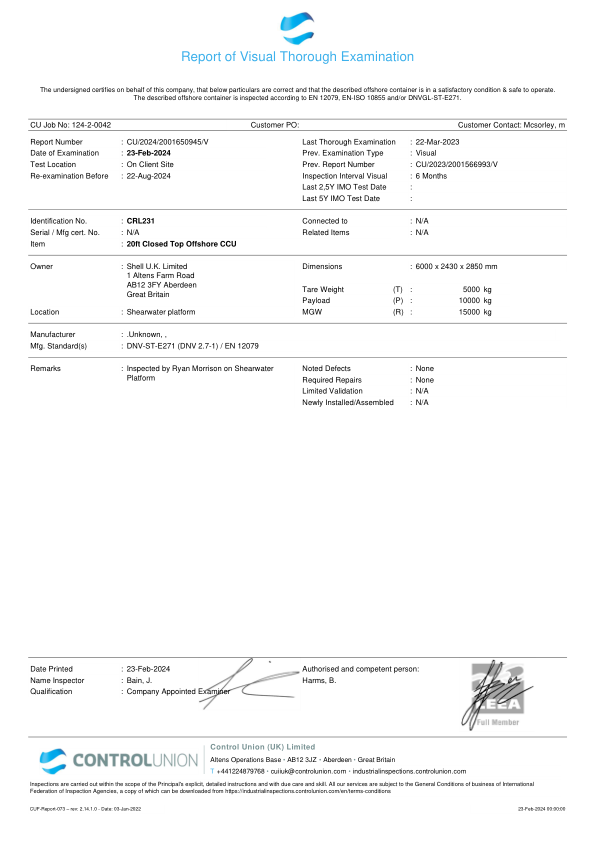 Report of Visual Thorough Examination
The undersigned certifies on behalf of this company, that below particulars are correct and that the described offshore container is in a satisfactory condition & safe to operate.
The described offshore container is inspected according to EN 12079, EN-ISO 10855 and/or DNVGL-ST-E271.
CU Job No: 124-2-0042 Customer PO: Customer Contact: Mcsorley, m
Report Number : CU/2024/2001650945/V Last Thorough Examination : 22-Mar-2023
Date of Examination : 23-Feb-2024 Prev. Examination Type : Visual
Test Location : On Client Site Prev. Report Number : CU/2023/2001566993/V
Re-examination Before : 22-Aug-2024 Inspection Interval Visual : 6 Months
Last 2,5Y IMO Test Date :
Last 5Y IMO Test Date :
Identification No. : CRL231 Connected to : N/A
Serial / Mfg cert. No. : N/A Related Items : N/A
Item : 20ft Closed Top Offshore CCU
Owner : Shell U.K. Limited Dimensions : 6000 x 2430 x 2850 mm
1 Altens Farm Road
AB12 3FY Aberdeen Tare Weight (T) : 5000 kg
Great Britain Payload (P) : 10000 kg
Location : Shearwater platform MGW (R) : 15000 kg
Manufacturer : .Unknown, ,
Mfg. Standard(s) : DNV-ST-E271 (DNV 2.7-1) / EN 12079
Remarks : Inspected by Ryan Morrison on Shearwater Noted Defects : None
Platform Required Repairs : None
Limited Validation : N/A
Newly Installed/Assembled : N/A
Date Printed : 23-Feb-2024 Authorised and competent person:
Name Inspector : Bain, J. Harms, B.
Qualification : Company Appointed Examiner
LEEA
Full Member
CONTROLUNION
Control Union (UK) Limited
Altens Operations Base · AB12 3JZ · Aberdeen · Great Britain
T +441224879768 · cuiuk@controlunion.com · industrialinspections.controlunion.com
Inspections are carried out within the scope of the Principal's explicit, detailed instructions and with due care and skill. All our services are subject to the General Conditions of business of International
Federation of Inspection Agencies, a copy of which can be downloaded from https://industrialinspections.controlunion.com/en/terms-conditions
CUF-Report-073 – rev: 2.14.1.0 - Date: 03-Jan-2022 23-Feb-2024 00:00:00